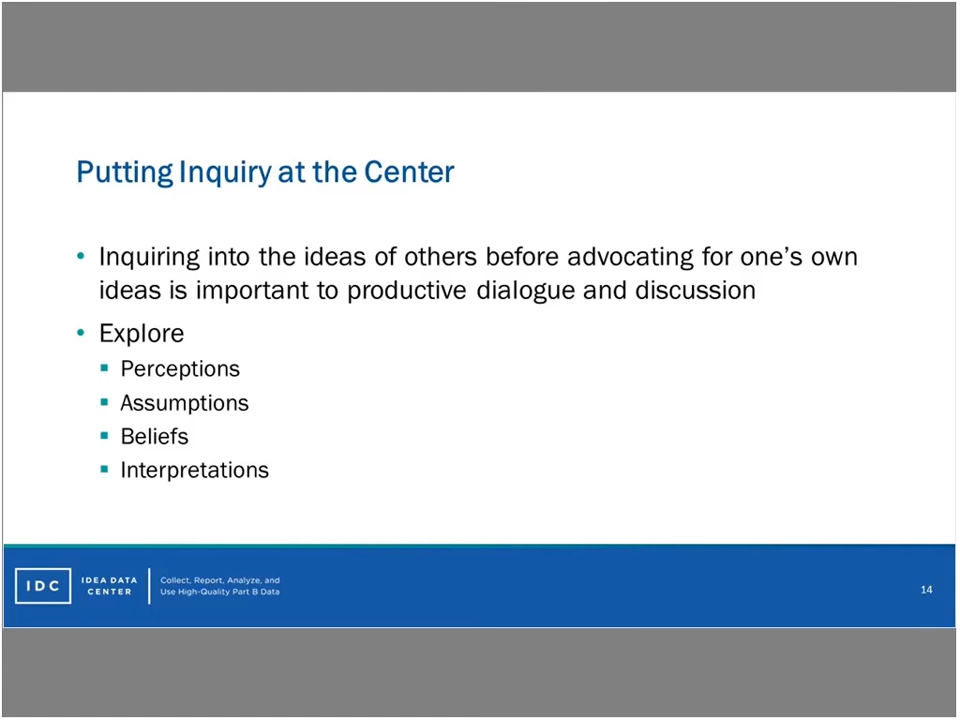 Putting Inquiry at the Center
• Inquiring into the ideas of others before advocating for one's own
ideas is important to productive dialogue and discussion
• Explore
▪ Perceptions
▪ Assumptions
▪ Beliefs
▪ Interpretations
IDC
IDEA DATA
CENTER
Collect, Report, Analyze, and
Use High-Quality Part B Data
14